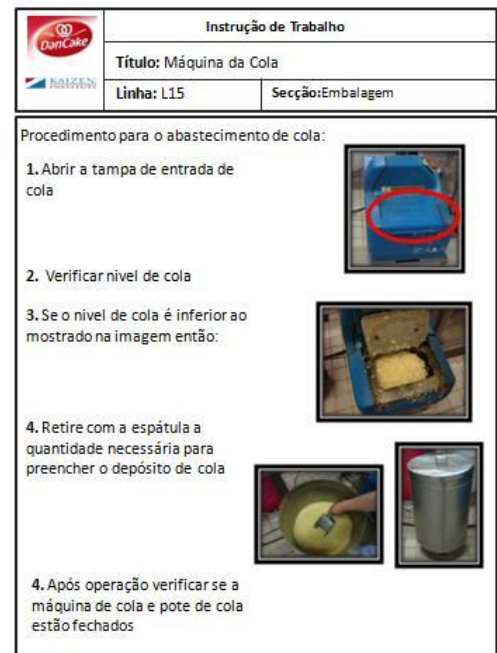 DanCake
KAIZEN
INSTITUTE
Instrução de Trabalho
Título: Máquina da Cola
Linha: L15
Secção:Embalagem
Procedimento para o abastecimento de cola:
1. Abrir a tampa de entrada de
cola
2. Verificar nivel de cola
3. Se o nivel de cola é inferior ao
mostrado na imagem então:
4. Retire com a espátula a
quantidade necessária para
preencher o depósito de cola
4. Após operação verificar se a
máquina de cola e pote de cola
estão fechados